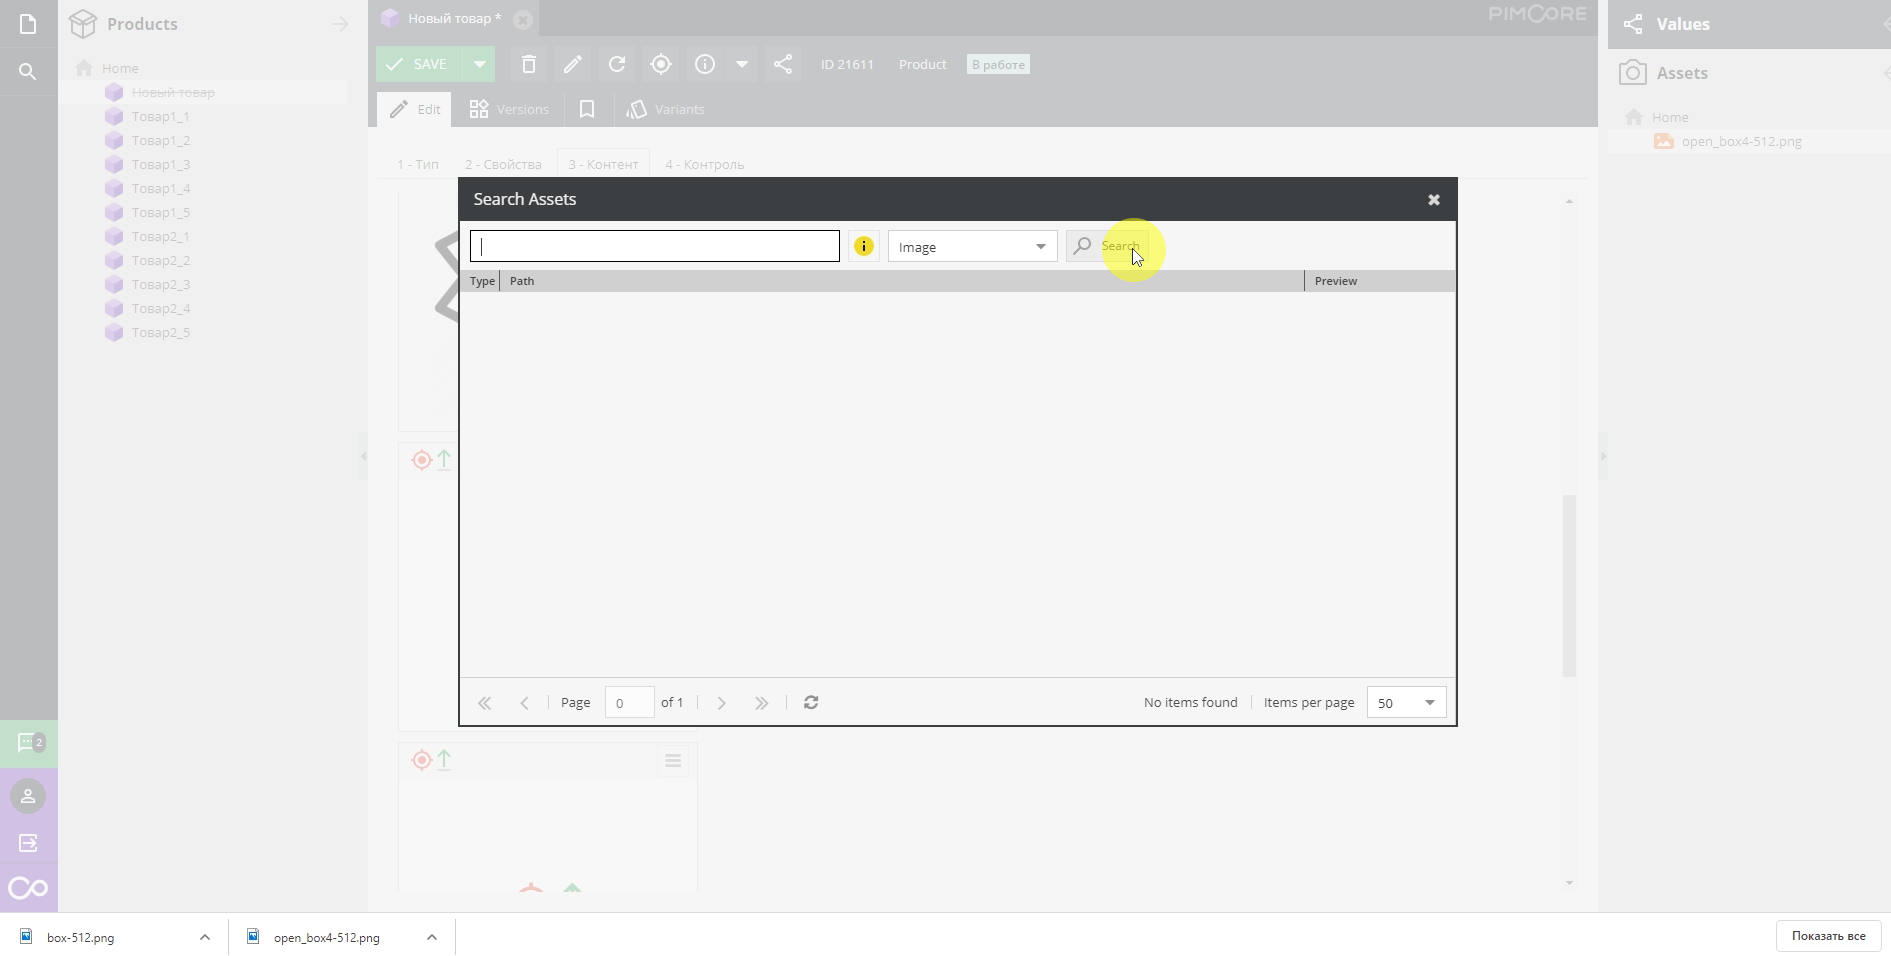 Products
Home
Новый товар
Товар1_1
Товар1_2
Товар1_3
Товар1_4
Товар1_5
Товар2_1
Товар2_2
Товар2_3
Товар2_4
Товар2_5
2
Новый товар *
PIMCORE
SAVE
ID 21611
Product
В работе
Edit
Versions
Variants
1 - Тип
2 - Свойства
3 - Контент
4 - Контроль
Search Assets
Image
Search
Type
Path
Preview
Page
0
of 1
No items found
Items per page
50
Values
Assets
Home
open_box4-512.png
box-512.png
open_box4-512.png
Показать все